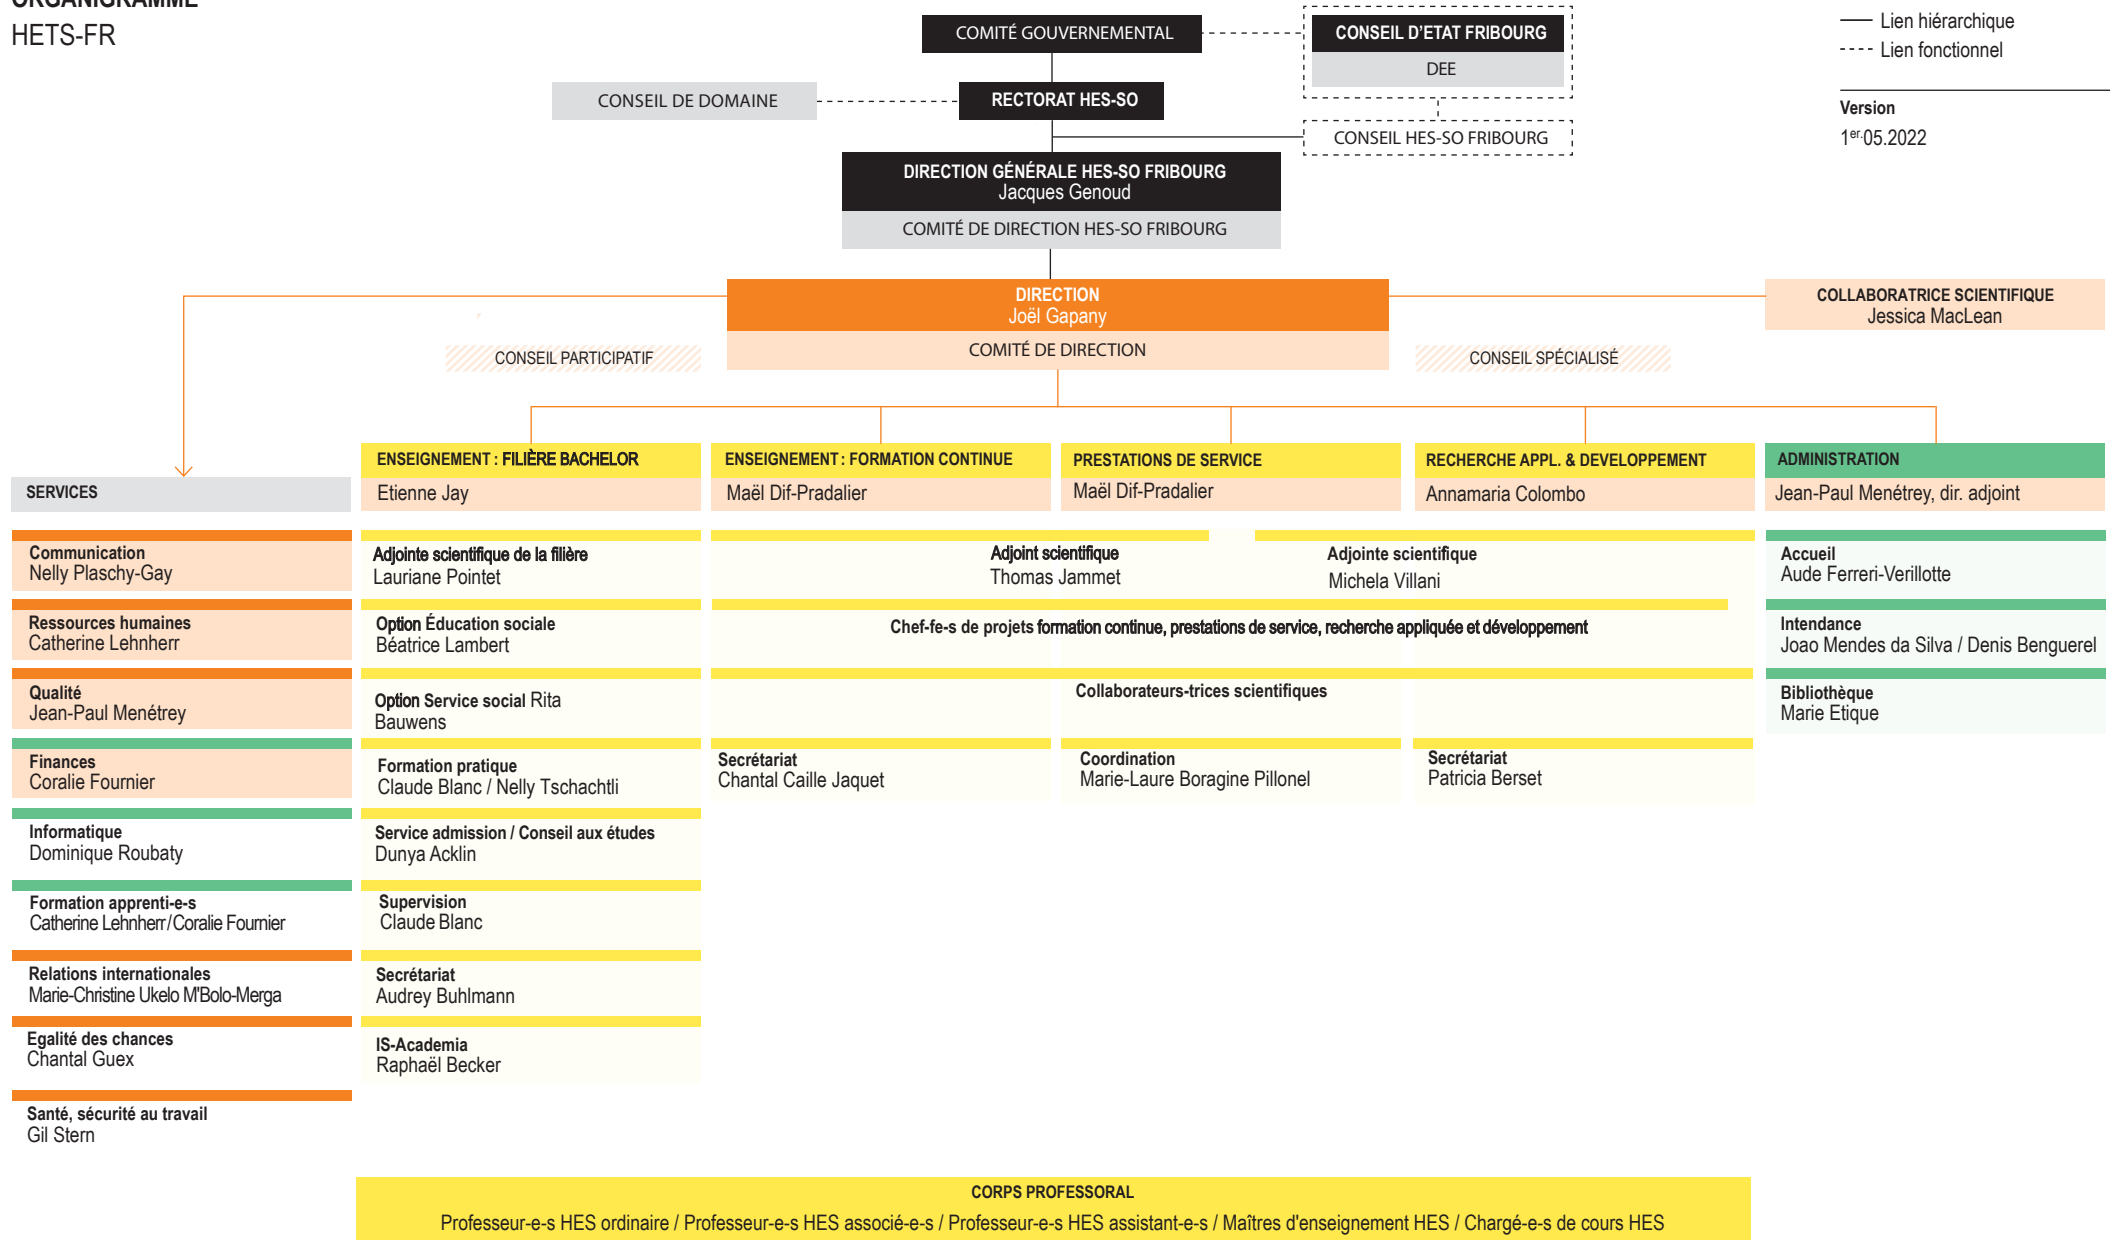 ORGANIGRAMME
HETS-FR
Lien hiérarchique
Lien fonctionnel
Version
1er.05.2022
COMITÉ GOUVERNEMENTAL
CONSEIL D'ETAT FRIBOURG
DEE
CONSEIL DE DOMAINE
RECTORAT HES-SO
CONSEIL HES-SO FRIBOURG
DIRECTION GÉNÉRALE HES-SO FRIBOURG
Jacques Genoud
COMITÉ DE DIRECTION HES-SO FRIBOURG
DIRECTION
Joël Gapany
COMITÉ DE DIRECTION
COLLABORATRICE SCIENTIFIQUE
Jessica MacLean
CONSEIL PARTICIPATIF
CONSEIL SPÉCIALISÉ
SERVICES
Communication
Nelly Plaschy-Gay
Ressources humaines
Catherine Lehnherr
Qualité
Jean-Paul Menétrey
Finances
Coralie Fournier
Informatique
Dominique Roubaty
Formation apprenti-e-s
Catherine Lehnherr/Coralie Fournier
Relations internationales
Marie-Christine Ukelo M'Bolo-Merga
Egalité des chances
Chantal Guex
Santé, sécurité au travail
Gil Stern
ENSEIGNEMENT : FILIÈRE BACHELOR
Etienne Jay
Adjointe scientifique de la filière
Lauriane Pointet
Option Éducation sociale
Béatrice Lambert
Option Service social Rita
Bauwens
Formation pratique
Claude Blanc / Nelly Tschachtli
Service admission / Conseil aux études
Dunya Acklin
Supervision
Claude Blanc
Secrétariat
Audrey Buhlmann
IS-Academia
Raphaël Becker
ENSEIGNEMENT : FORMATION CONTINUE
Maël Dif-Pradalier
PRESTATIONS DE SERVICE
Maël Dif-Pradalier
RECHERCHE APPL. & DEVELOPPEMENT
Annamaria Colombo
Adjoint scientifique
Thomas Jammet
Adjointe scientifique
Michela Villani
Chef-fe-s de projets formation continue, prestations de service, recherche appliquée et développement
Collaborateurs-trices scientifiques
Secrétariat
Chantal Caille Jaquet
Coordination
Marie-Laure Boragine Pillonel
Secrétariat
Patricia Berset
ADMINISTRATION
Jean-Paul Menétrey, dir. adjoint
Accueil
Aude Ferreri-Verillotte
Intendance
Joao Mendes da Silva / Denis Benguerel
Bibliothèque
Marie Etique
CORPS PROFESSORAL
Professeur-e-s HES ordinaire / Professeur-e-s HES associé-e-s / Professeur-e-s HES assistant-e-s / Maîtres d'enseignement HES / Chargé-e-s de cours HES